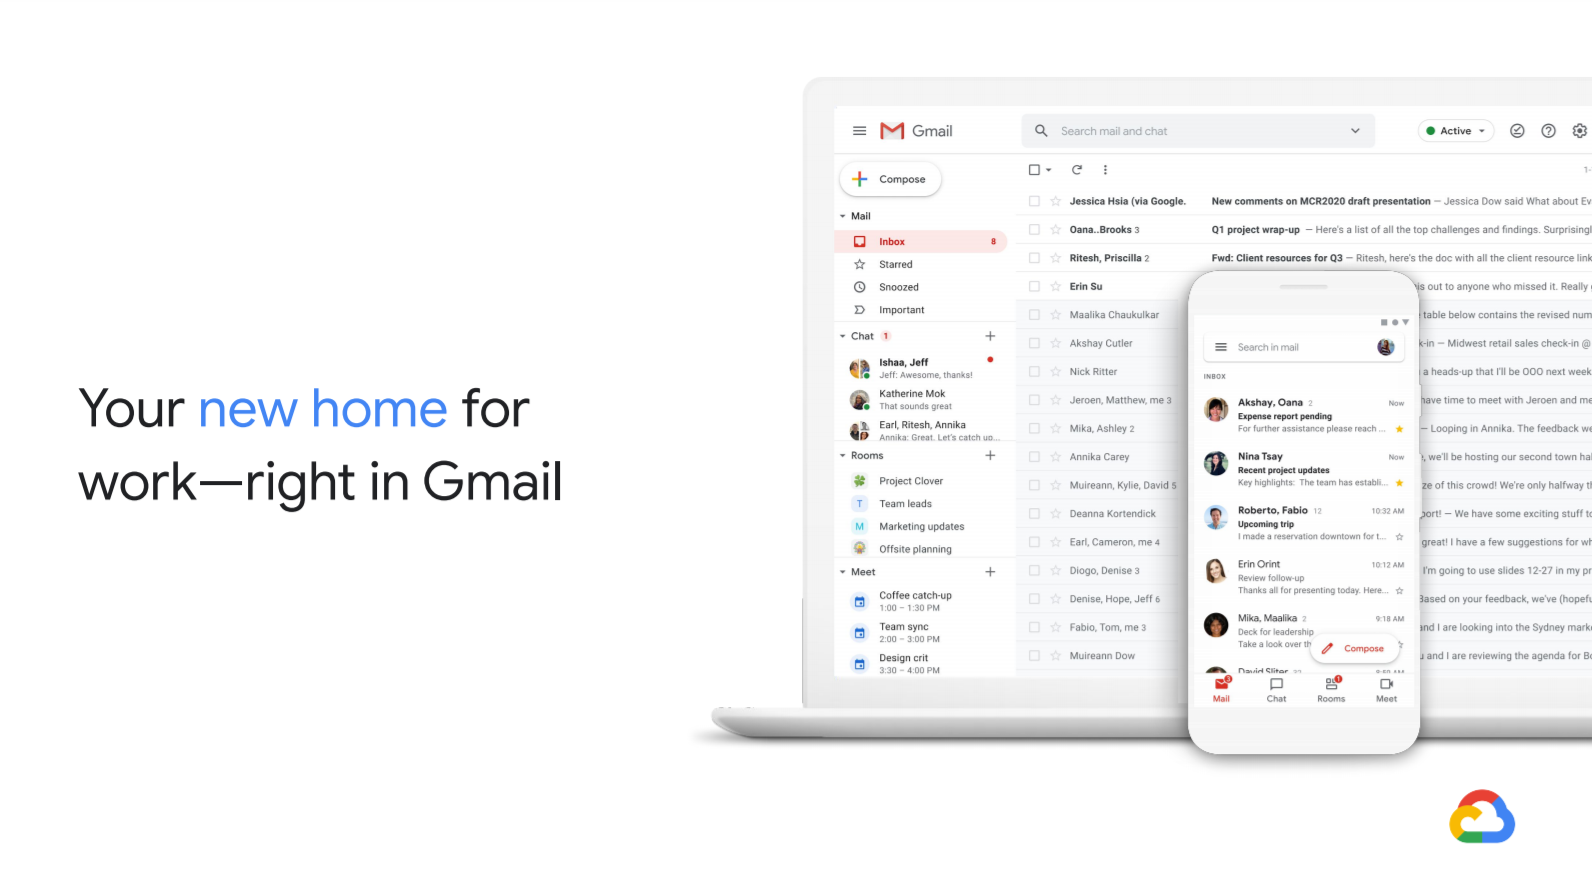 Your new home for
work—right in Gmail
Gmail
Search mail and chat
Active
Compose
Mail
Inbox 8
Starred
Snoozed
Important
Chat 1
Ishaa, Jeff
Jeff: Awesome, thanks!
Katherine Mok
That sounds great
Earl, Ritesh, Annika
Annika: Great. Let's catch up...
Rooms
Project Clover
T Team leads
M Marketing updates
Offsite planning
Meet
Coffee catch-up
1:00 – 1:30 PM
Team sync
2:00 – 3:00 PM
Design crit
3:30 – 4:00 PM
1-
Jessica Hsia (via Google. New comments on MCR2020 draft presentation – Jessica Dow said What about Ev
Oana..Brooks 3 Q1 project wrap-up – Here's a list of all the top challenges and findings. Surprisingl
Ritesh, Priscilla 2 Fwd: Client resources for Q3 – Ritesh, here's the doc with all the client resource link
Erin Su is out to anyone who missed it. Really
Maalika Chaukulkar table below contains the revised num
Akshay Cutler k-in – Midwest retail sales check-in @
Nick Ritter a heads-up that I'll be OOO next week
Jeroen, Matthew, me 3 have time to meet with Jeroen and me
Mika, Ashley 2 – Looping in Annika. The feedback we
Annika Carey , we'll be hosting our second town hal
Muireann, Kylie, David 5 ze of this crowd! We're only halfway th
Deanna Kortendick port! – We have some exciting stuff to
Earl, Cameron, me 4 great! I have a few suggestions for wh
Diogo, Denise 3 I'm going to use slides 12-27 in my pr
Denise, Hope, Jeff 6 Based on your feedback, we've (hopefu
Fabio, Tom, me 3 and I are looking into the Sydney mark
Muireann Dow u and I are reviewing the agenda for Bo
Search in mail
INBOX
Akshay, Oana 2 Now
Expense report pending
For further assistance please reach ...
Nina Tsay Now
Recent project updates
Key highlights: The team has establi...
Roberto, Fabio 12 10:32 AM
Upcoming trip
I made a reservation downtown for t...
Erin Orint 10:12 AM
Review follow-up
Thanks all for presenting today. Here...
Mika, Maalika 2 9:18 AM
Deck for leadership
Take a look over th
Compose
David Sliter
3 1
Mail Chat Rooms Meet